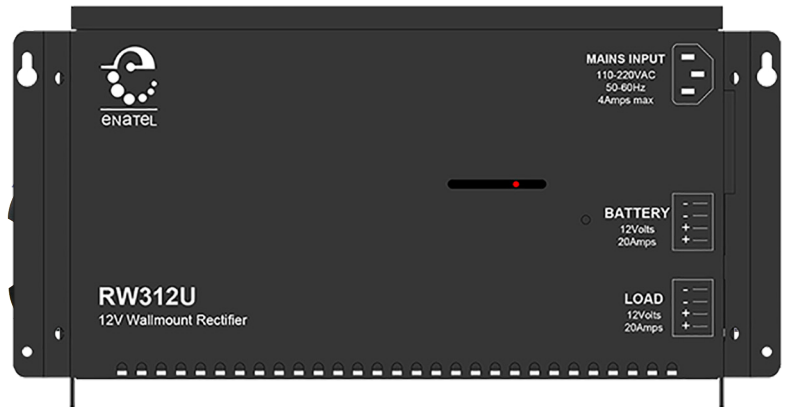 enatel
MAINS INPUT
110-220VAC
50-60Hz
4Amps max
BATTERY
12Volts
20Amps
-
-
+
+
RW312U
12V Wallmount Rectifier
LOAD
12Volts
20Amps
-
-
+
+